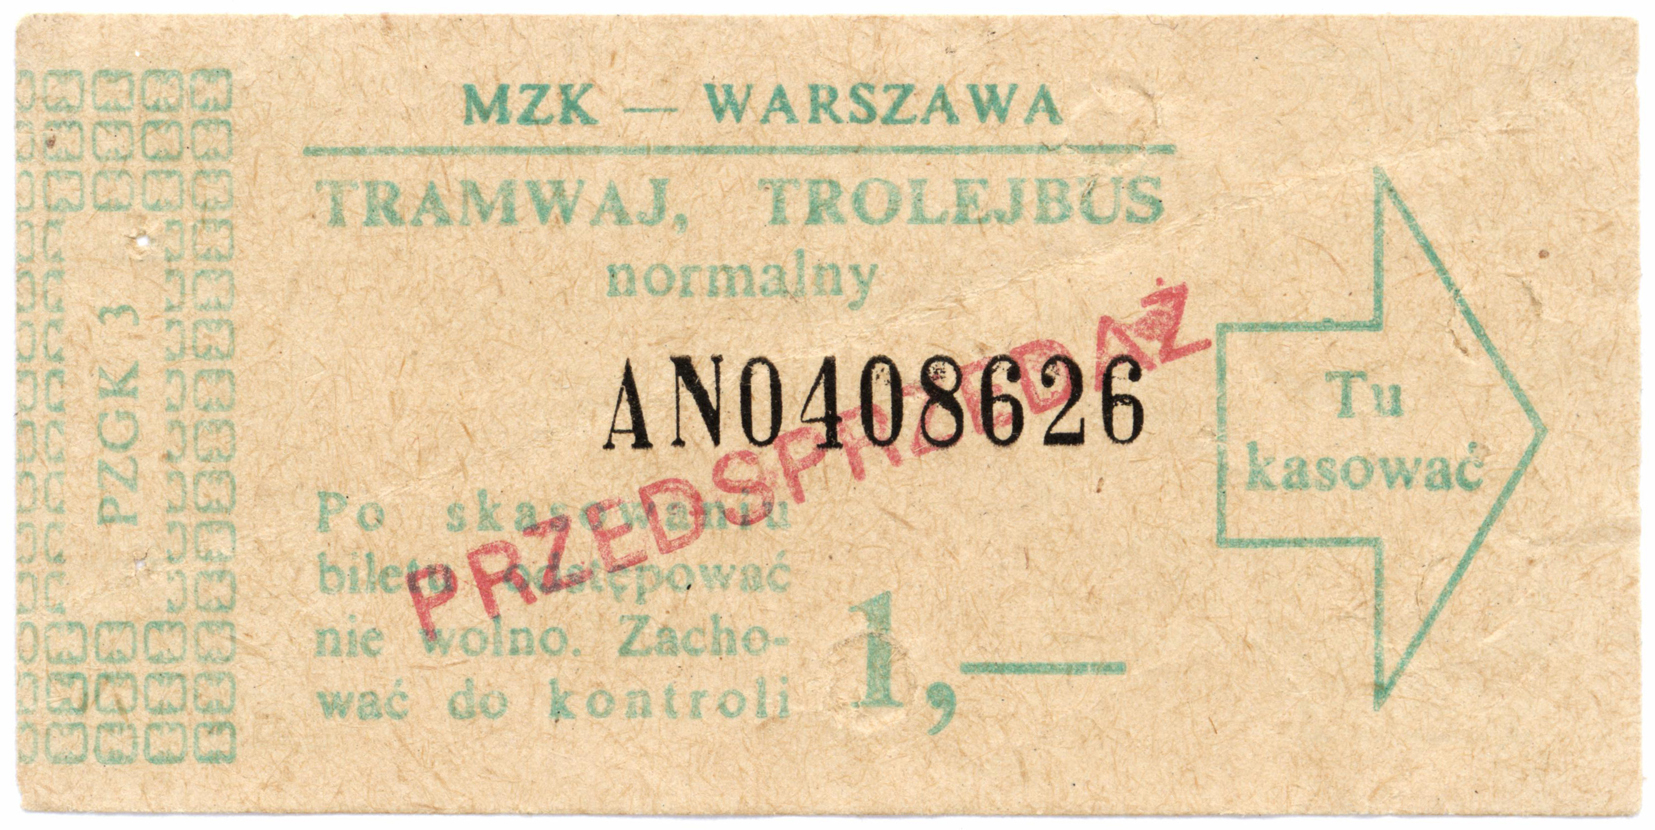 MZK — WARSZAWA
TRAMWAJ, TROLEJBUS
normalny
AN0408626
PRZEDSPRZEDAŻ
Po skasowaniu
biletu odstępować
nie wolno. Zacho-
wać do kontroli
1,—
Tu
kasować
PZGK 3